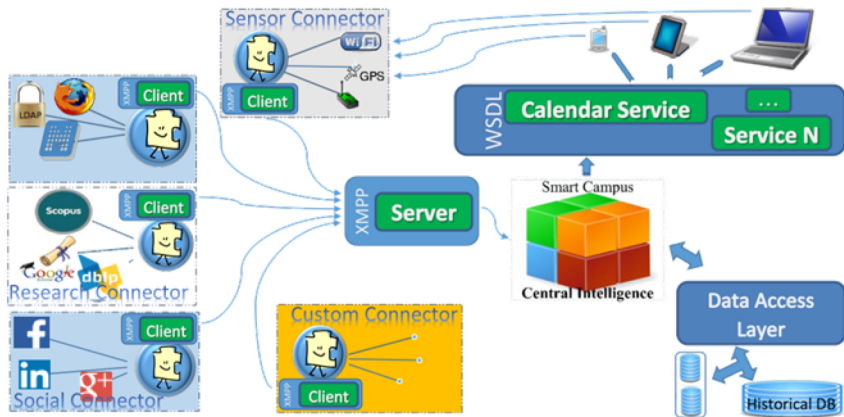 Sensor Connector
WiFi
GPS
XMPP
Client
LDAP
XMPP
Client
Scopus
Google
dblp
XMPP
Client
Research Connector
f
in
g+
XMPP
Client
Social Connector
XMPP
Server
Custom Connector
XMPP
Client
WSDL
Calendar Service
...
Service N
Smart Campus
Central Intelligence
Data Access
Layer
Historical DB